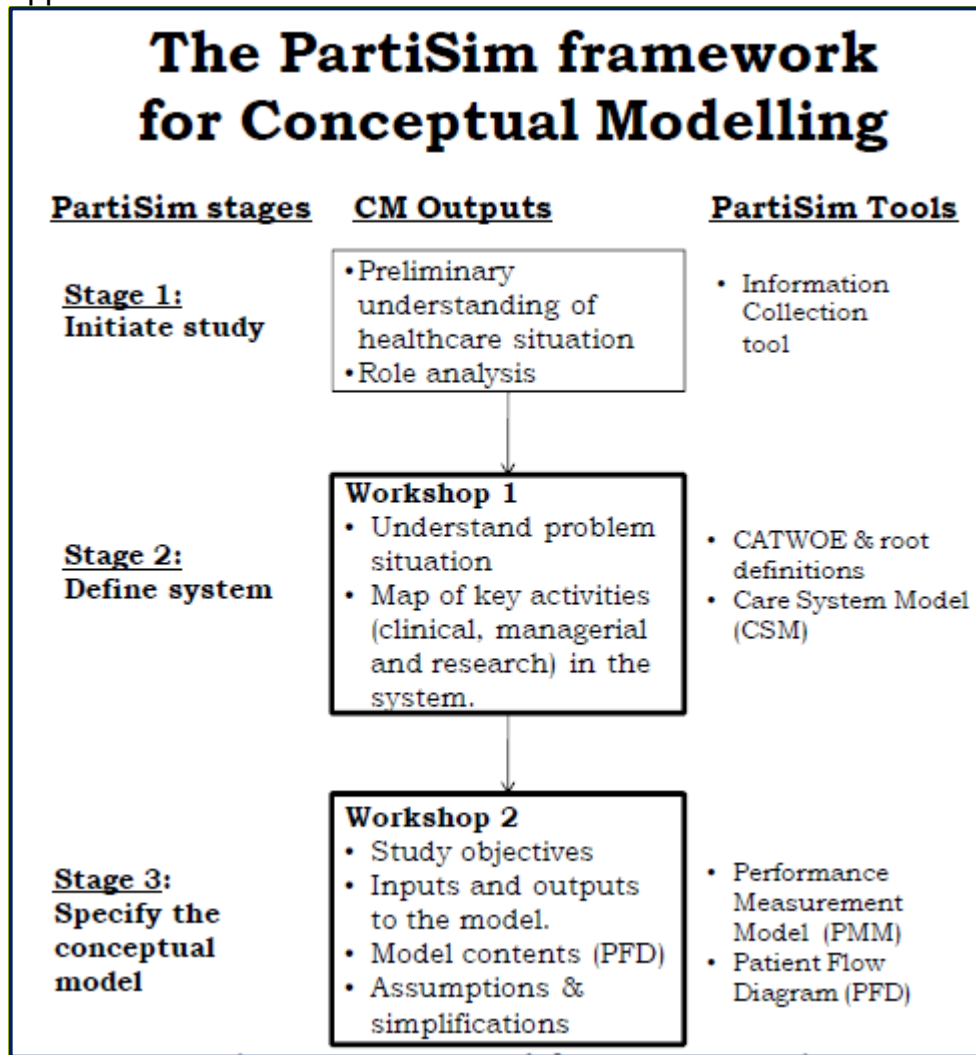 The PartiSim framework
for Conceptual Modelling
PartiSim stages
CM Outputs
PartiSim Tools
Stage 1:
Initiate study
•Preliminary
understanding of
healthcare situation
•Role analysis
• Information
Collection
tool
Stage 2:
Define system
Workshop 1
• Understand problem
situation
• Map of key activities
(clinical, managerial
and research) in the
system.
• CATWOE & root
definitions
• Care System Model
(CSM)
Stage 3:
Specify the
conceptual
model
Workshop 2
• Study objectives
• Inputs and outputs
to the model.
• Model contents (PFD)
• Assumptions &
simplifications
• Performance
Measurement
Model (PMM)
• Patient Flow
Diagram (PFD)